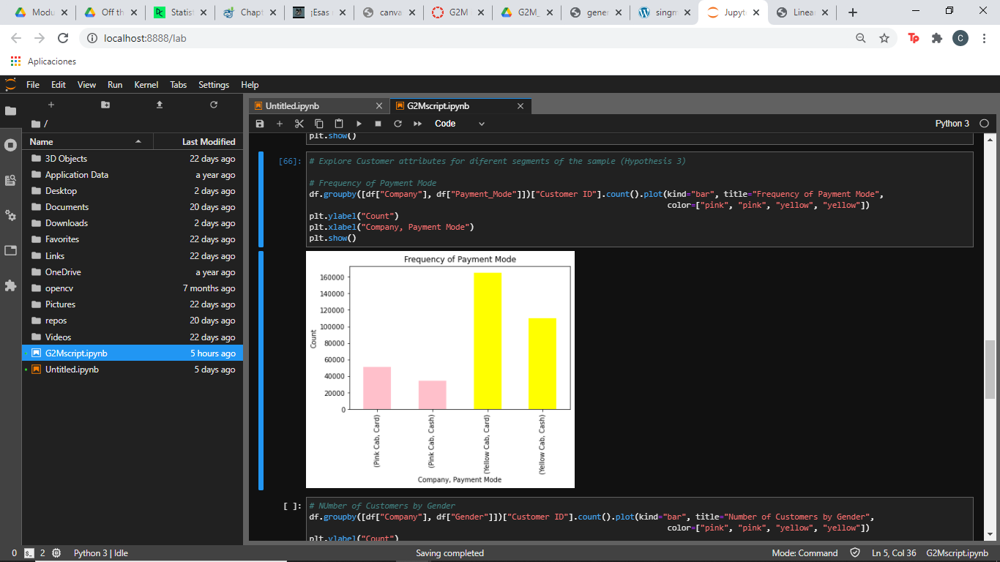 Modu
Off th
Statist
Chapt
¡Esas
canva
G2M
G2M_
gener
singm
Jupyt
Linea
localhost:8888/lab
Tp
C
Aplicaciones
File Edit View Run Kernel Tabs Settings Help
Untitled.ipynb
G2Mscript.ipynb
Code
Python 3
/
Name Last Modified
3D Objects 22 days ago
Application Data a year ago
Desktop 2 days ago
Documents 20 days ago
Downloads 2 days ago
Favorites 22 days ago
Links 22 days ago
OneDrive a year ago
opencv 7 months ago
Pictures 22 days ago
repos 20 days ago
Videos 22 days ago
G2Mscript.ipynb 5 hours ago
Untitled.ipynb 5 days ago
plt.show()
[66]:
# Explore Customer attributes for diferent segments of the sample (Hypothesis 3)
# Frequency of Payment Mode
df.groupby([df["Company"], df["Payment_Mode"]])["Customer ID"].count().plot(kind="bar", title="Frequency of Payment Mode",
color=["pink", "pink", "yellow", "yellow"])
plt.ylabel("Count")
plt.xlabel("Company, Payment Mode")
plt.show()
Frequency of Payment Mode
160000
140000
120000
100000
80000
60000
40000
20000
0
Count
(Pink Cab, Card)
(Pink Cab, Cash)
(Yellow Cab, Card)
(Yellow Cab, Cash)
Company, Payment Mode
[ ]:
# NUmber of Customers by Gender
df.groupby([df["Company"], df["Gender"]])["Customer ID"].count().plot(kind="bar", title="Number of Customers by Gender",
color=["pink", "pink", "yellow", "yellow"])
plt.ylabel("Count")
0 2 Python 3 | Idle Saving completed Mode: Command Ln 5, Col 36 G2Mscript.ipynb